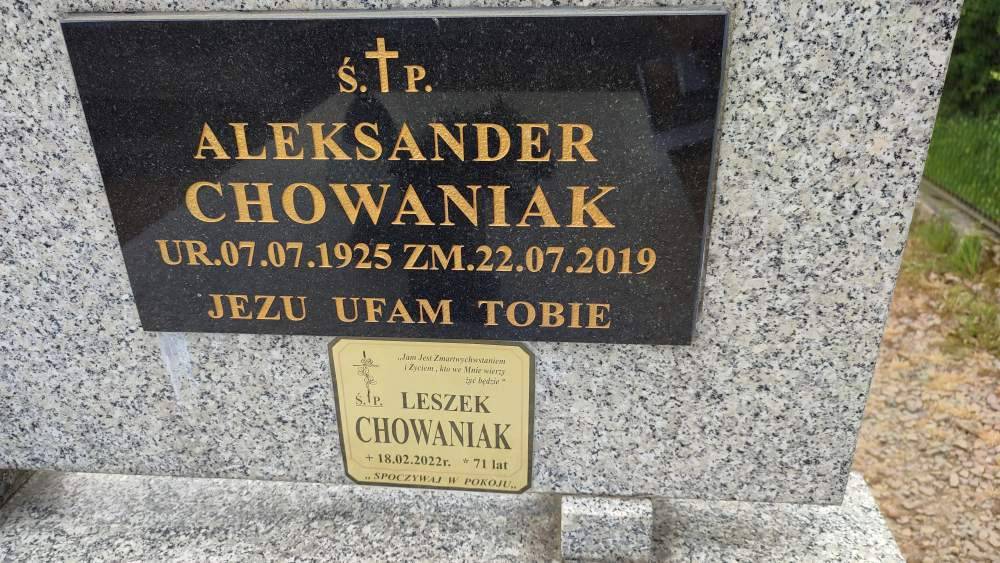 Ś.P.
ALEKSANDER
CHOWANIAK
UR.07.07.1925 ZM.22.07.2019
JEZU UFAM TOBIE
„Jam Jest Zmartwychwstaniem
i Życiem, kto we Mnie wierzy
żyć będzie"
Ś.P. LESZEK
CHOWANIAK
+ 18.02.2022r. * 71 lat
„SPOCZYWAJ W POKOJU„